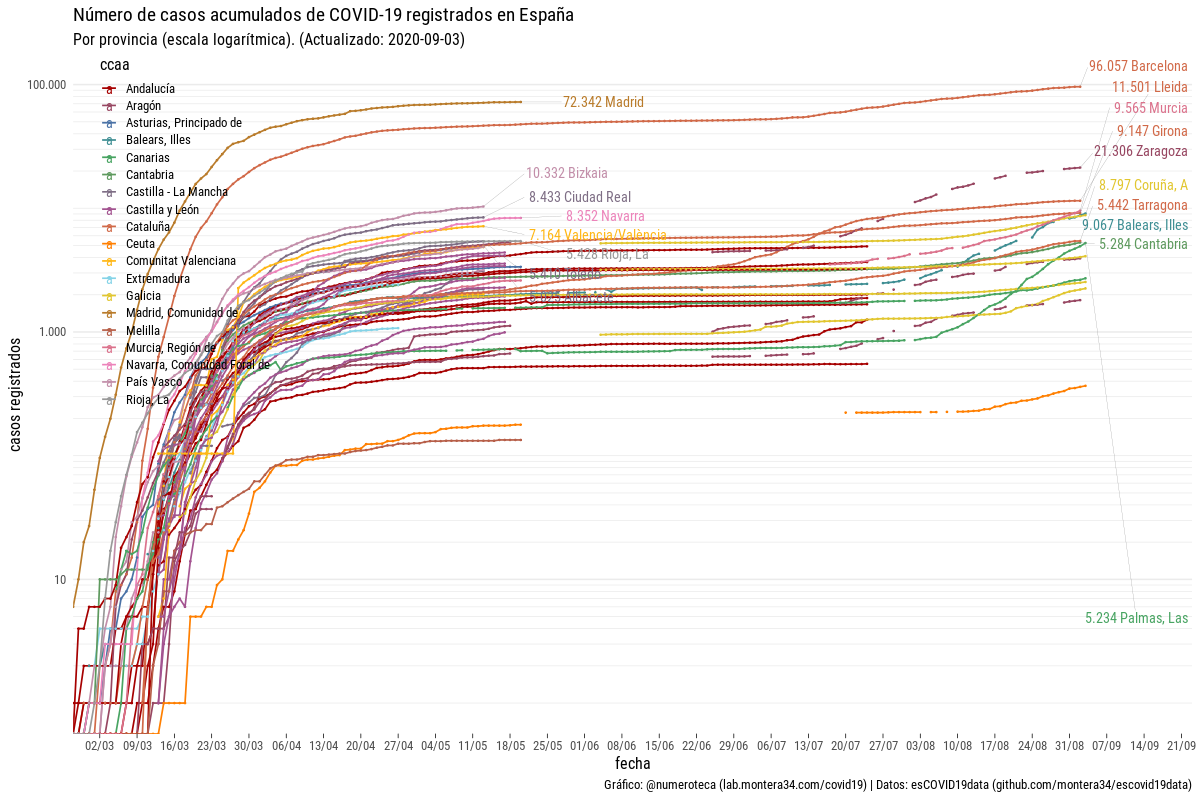 Número de casos acumulados de COVID-19 registrados en España
Por provincia (escala logarítmica). (Actualizado: 2020-09-03)
ccaa
Andalucía
Aragón
Asturias, Principado de
Balears, Illes
Canarias
Cantabria
Castilla - La Mancha
Castilla y León
Cataluña
Ceuta
Comunitat Valenciana
Extremadura
Galicia
Madrid, Comunidad de
Melilla
Murcia, Región de
Navarra, Comunidad Foral de
País Vasco
Rioja, La
100.000
1.000
10
casos registrados
72.342 Madrid
10.332 Bizkaia
8.433 Ciudad Real
8.352 Navarra
7.164 Valencia/València
5.428 Rioja, La
96.057 Barcelona
11.501 Lleida
9.565 Murcia
9.147 Girona
21.306 Zaragoza
8.797 Coruña, A
5.442 Tarragona
9.067 Balears, Illes
5.284 Cantabria
5.234 Palmas, Las
02/03 09/03 16/03 23/03 30/03 06/04 13/04 20/04 27/04 04/05 11/05 18/05 25/05 01/06 08/06 15/06 22/06 29/06 06/07 13/07 20/07 27/07 03/08 10/08 17/08 24/08 31/08 07/09 14/09 21/09
fecha
Gráfico: @numeroteca (lab.montera34.com/covid19) | Datos: esCOVID19data (github.com/montera34/escovid19data)